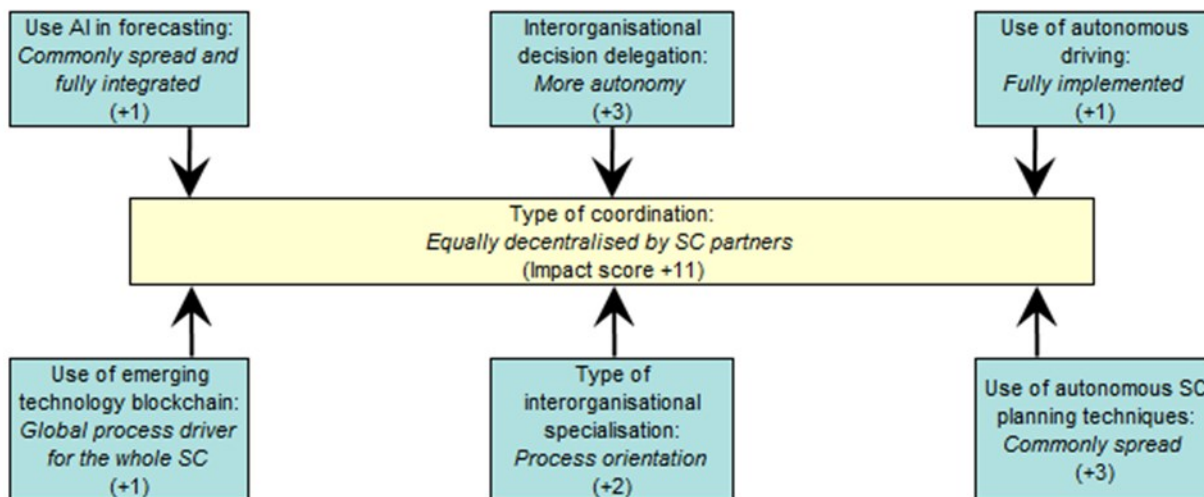 Use AI in forecasting:
Commonly spread and
fully integrated
(+1)
Interorganisational
decision delegation:
More autonomy
(+3)
Use of autonomous
driving:
Fully implemented
(+1)
Type of coordination:
Equally decentralised by SC partners
(Impact score +11)
Use of emerging
technology blockchain:
Global process driver
for the whole SC
(+1)
Type of
interorganisational
specialisation:
Process orientation
(+2)
Use of autonomous SC
planning techniques:
Commonly spread
(+3)